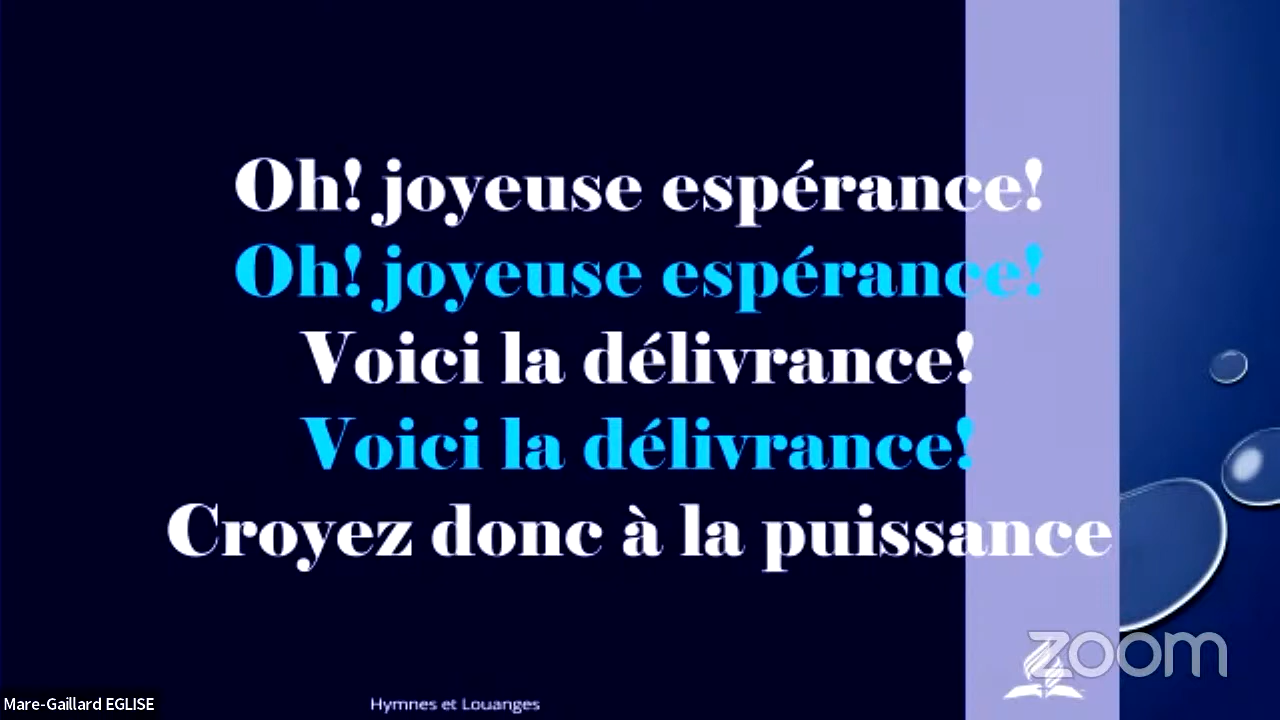 Oh! joyeuse espérance!
Oh! joyeuse espérance!
Voici la délivrance!
Voici la délivrance!
Croyez donc à la puissance
zoom
Mare-Gaillard EGLISE
Hymnes et Louanges